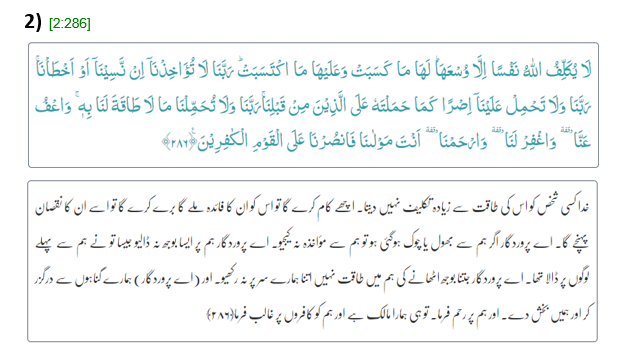 2) [2:286]
لَا يُكَلِّفُ اللّٰهُ نَفْسًا اِلَّا وُسْعَهَاؕ لَهَا مَا كَسَبَتْ وَعَلَيْهَا مَا اكْتَسَبَتْؕ رَبَّنَا لَا تُؤَاخِذْنَاۤ اِنْ نَّسِيْنَاۤ اَوْ اَخْطَاْنَاۚ
رَبَّنَا وَلَا تَحْمِلْ عَلَيْنَاۤ اِصْرًا كَمَا حَمَلْتَهٗ عَلَى الَّذِيْنَ مِنْ قَبْلِنَاۚ رَبَّنَا وَلَا تُحَمِّلْنَا مَا لَا طَاقَةَ لَنَا بِهٖۚ وَاعْفُ
عَنَّا وَاغْفِرْ لَنَا وَارْحَمْنَا اَنْتَ مَوْلٰىنَا فَانْصُرْنَا عَلَى الْقَوْمِ الْكٰفِرِيْنَ ﴿۲۸۶﴾
خدا کسی شخص کو اس کی طاقت سے زیادہ تکلیف نہیں دیتا۔ اچھے کام کرے گا تو اس کو ان کا فائدہ ملے گا برے کرے گا تو اسے ان کا نقصان
پہنچے گا۔ اے پروردگار اگر ہم سے بھول یا چوک ہوگئی ہو تو ہم سے مؤاخذہ نہ کیجیو۔ اے پروردگار ہم پر ایسا بوجھ نہ ڈالیو جیسا تو نے ہم سے پہلے
لوگوں پر ڈالا تھا۔ اے پروردگار جتنا بوجھ اٹھانے کی ہم میں طاقت نہیں اتنا ہمارے سر پر نہ رکھیو۔ اور (اے پروردگار) ہمارے گناہوں سے درگزر
کر اور ہمیں بخش دے۔ اور ہم پر رحم فرما۔ تو ہی ہمارا مالک ہے اور ہم کو کافروں پر غالب فرما﴿۲۸۶﴾